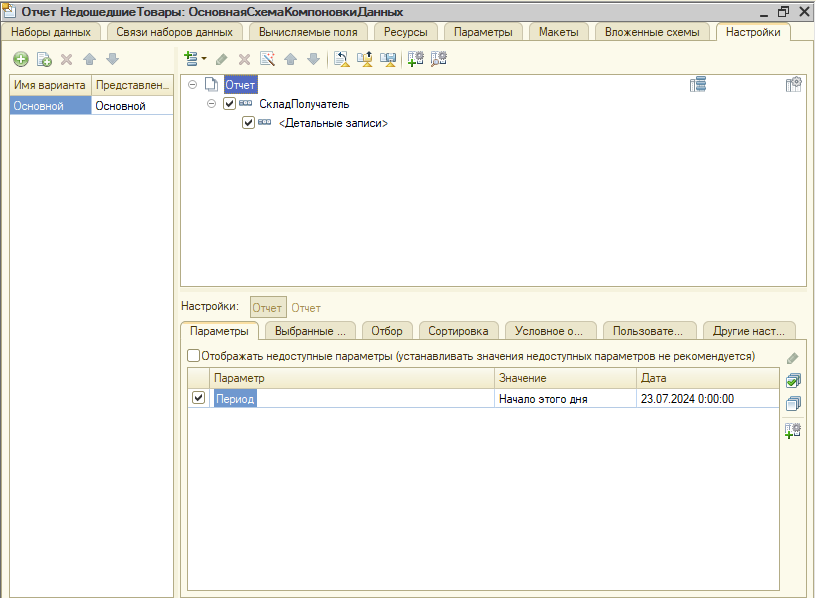 Отчет НедошедшиеТовары: ОсновнаяСхемаКомпоновкиДанных
Наборы данных Связи наборов данных Вычисляемые поля Ресурсы Параметры Макеты Вложенные схемы Настройки
Имя варианта Представлен...
Основной Основной
Отчет
СкладПолучатель
<Детальные записи>
Настройки: Отчет Отчет
Параметры Выбранные ... Отбор Сортировка Условное о... Пользовате... Другие наст...
Отображать недоступные параметры (устанавливать значения недоступных параметров не рекомендуется)
Параметр Значение Дата
Период Начало этого дня 23.07.2024 0:00:00